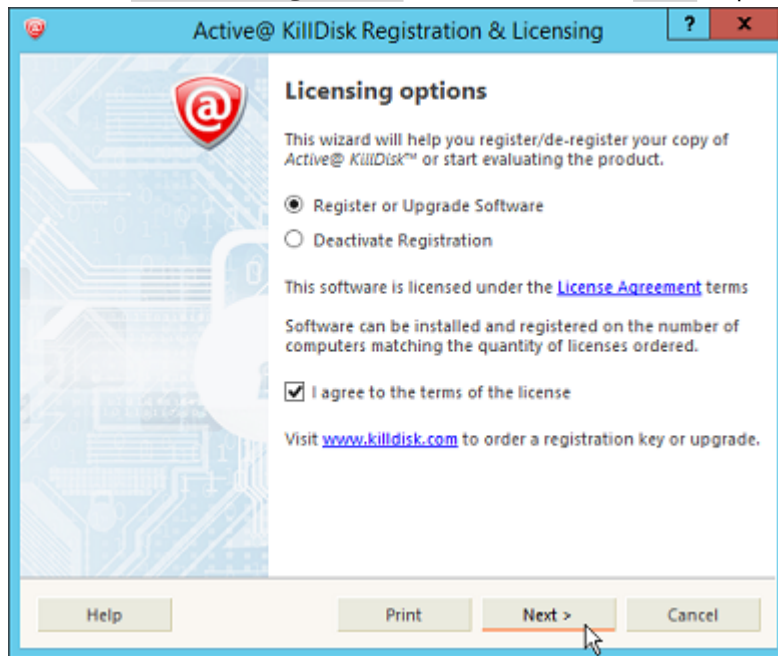 Active@ KillDisk Registration & Licensing ? x
Licensing options
This wizard will help you register/de-register your copy of
Active@ KillDisk™ or start evaluating the product.
Register or Upgrade Software
Deactivate Registration
This software is licensed under the License Agreement terms
Software can be installed and registered on the number of
computers matching the quantity of licenses ordered.
I agree to the terms of the license
Visit www.killdisk.com to order a registration key or upgrade.
Help Print Next > Cancel